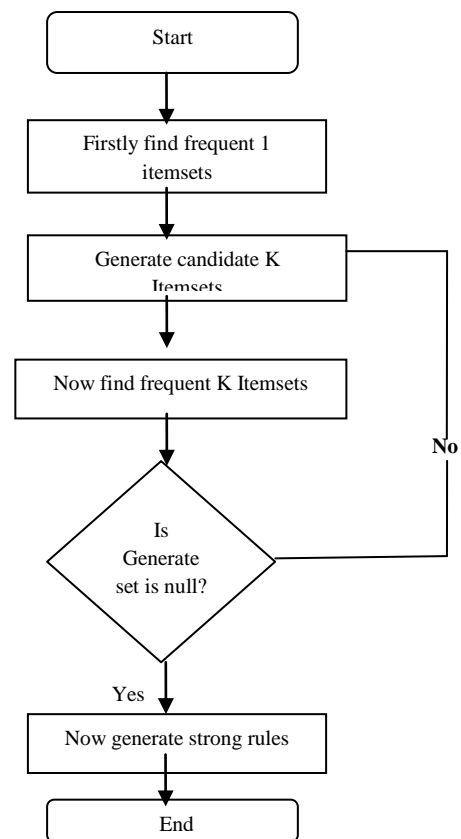 Start
Firstly find frequent 1
itemsets
Generate candidate K
Itemsets
Now find frequent K Itemsets
No
Is
Generate
set is null?
Yes
Now generate strong rules
End